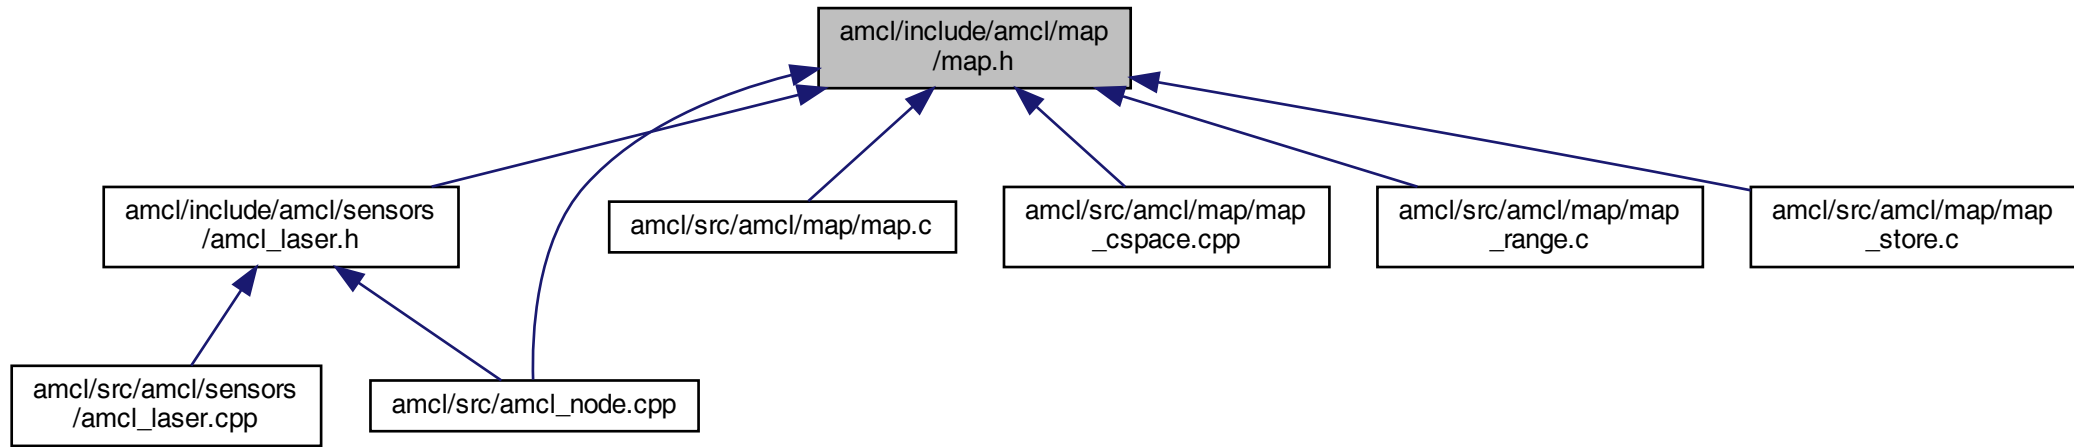 amcl/include/amcl/map
/map.h
amcl/include/amcl/sensors
/amcl_laser.h
amcl/src/amcl/map/map.c
amcl/src/amcl/map/map
_cspace.cpp
amcl/src/amcl/map/map
_range.c
amcl/src/amcl/map/map
_store.c
amcl/src/amcl/sensors
/amcl_laser.cpp
amcl/src/amcl_node.cpp